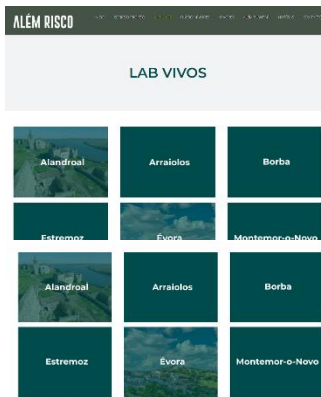 ALÉM RISCO
LAB VIVOS
Alandroal Arraiolos Borba
Estremoz Évora Montemor-o-Novo
Alandroal Arraiolos Borba
Estremoz Évora Montemor-o-Novo